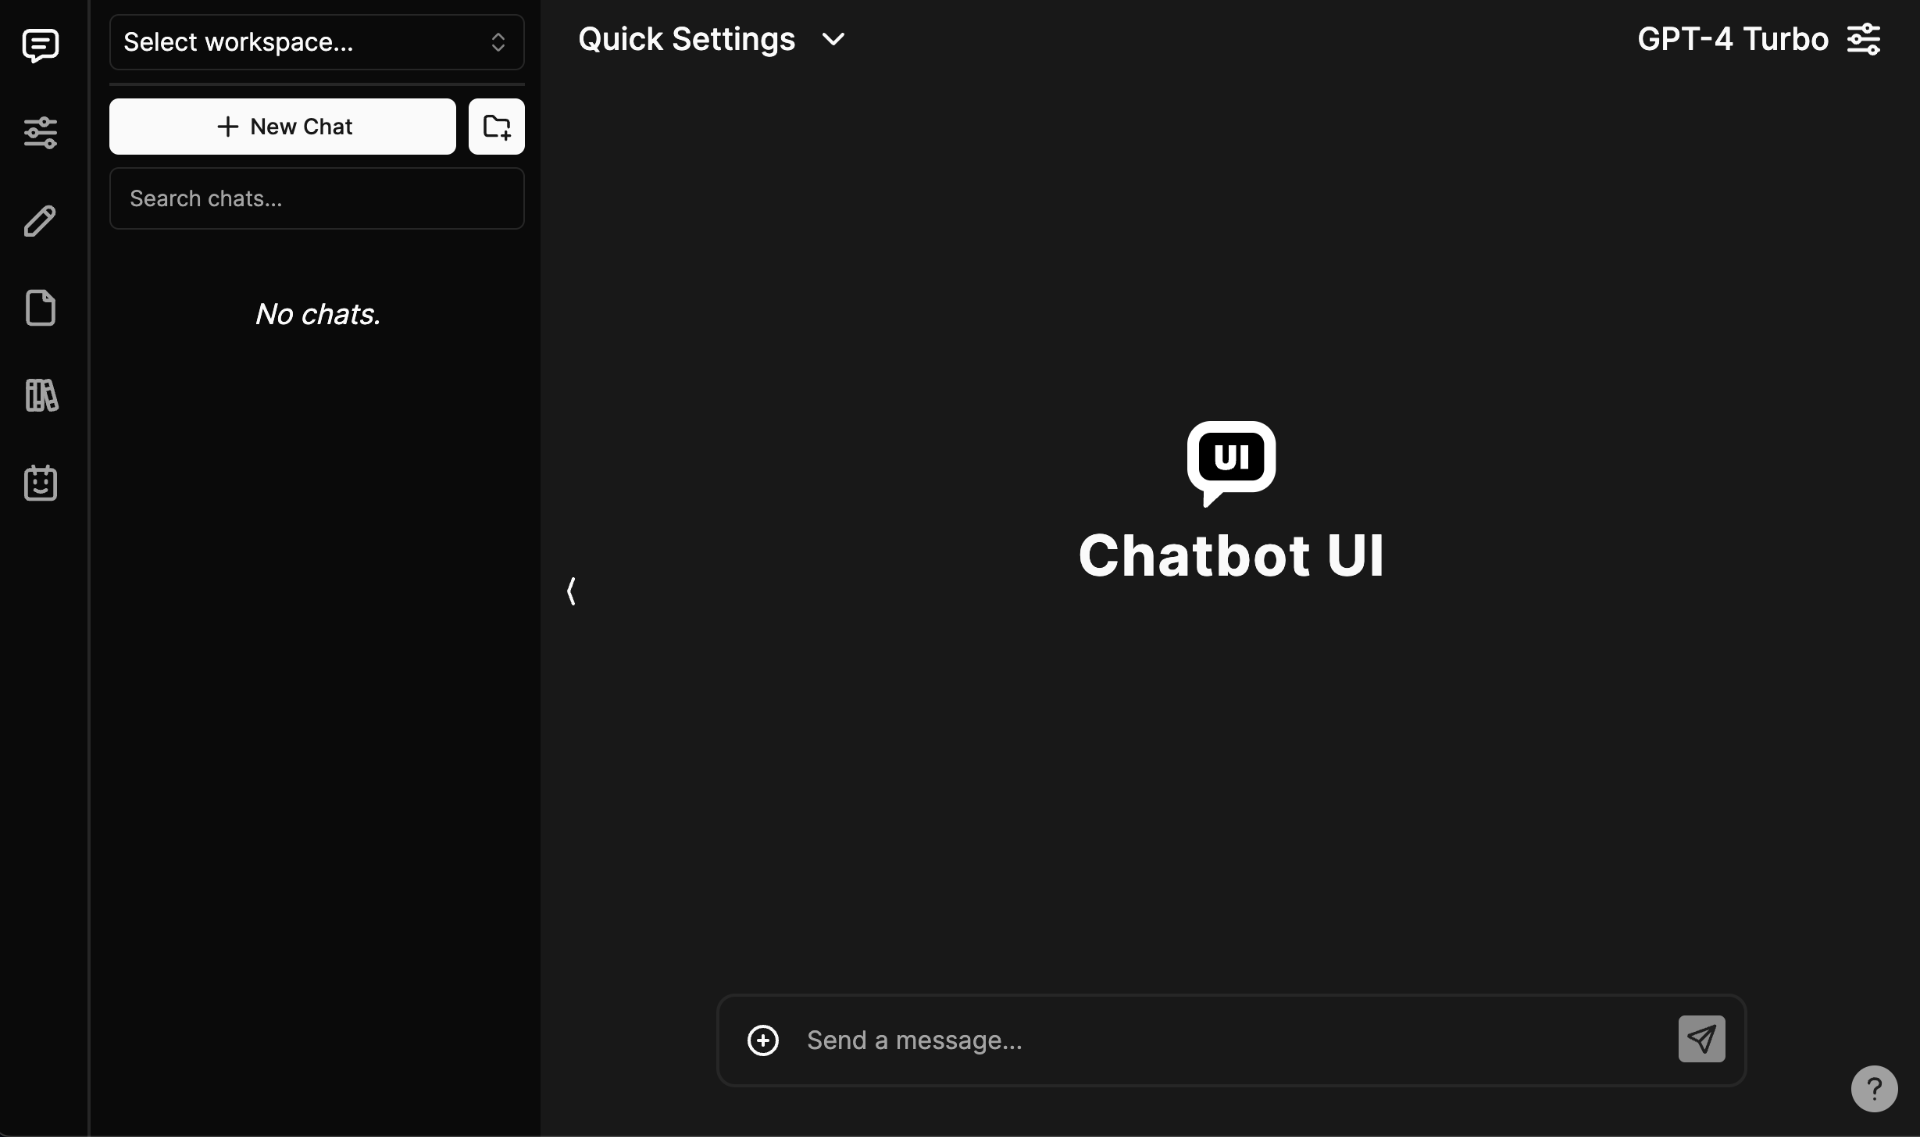 Select workspace...
New Chat
Search chats...
No chats.
Quick Settings
GPT-4 Turbo
UI
Chatbot UI
Send a message...
?